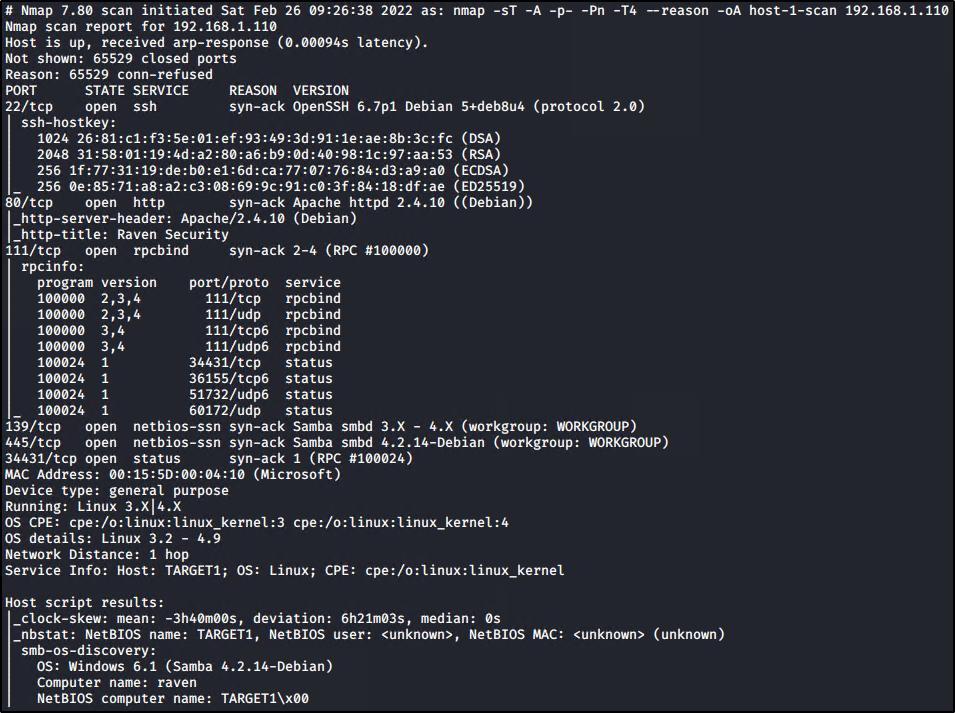 # Nmap 7.80 scan initiated Sat Feb 26 09:26:38 2022 as: nmap -sT -A -p- -Pn -T4 --reason -oA host-1-scan 192.168.1.110
Nmap scan report for 192.168.1.110
Host is up, received arp-response (0.00094s latency).
Not shown: 65529 closed ports
Reason: 65529 conn-refused
PORT      STATE SERVICE     REASON  VERSION
22/tcp    open  ssh         syn-ack OpenSSH 6.7p1 Debian 5+deb8u4 (protocol 2.0)
| ssh-hostkey:
|   1024 26:81:c1:f3:5e:01:ef:93:49:3d:91:1e:ae:8b:3c:fc (DSA)
|   2048 31:58:01:19:4d:a2:80:a6:b9:0d:40:98:1c:97:aa:53 (RSA)
|   256 1f:77:31:19:de:b0:e1:6d:ca:77:07:76:84:d3:a9:a0 (ECDSA)
|_  256 0e:85:71:a8:a2:c3:08:69:9c:91:c0:3f:84:18:df:ae (ED25519)
80/tcp    open  http        syn-ack Apache httpd 2.4.10 ((Debian))
|_http-server-header: Apache/2.4.10 (Debian)
|_http-title: Raven Security
111/tcp   open  rpcbind     syn-ack 2-4 (RPC #100000)
| rpcinfo:
|   program version    port/proto  service
|   100000  2,3,4        111/tcp   rpcbind
|   100000  2,3,4        111/udp   rpcbind
|   100000  3,4          111/tcp6  rpcbind
|   100000  3,4          111/udp6  rpcbind
|   100024  1          34431/tcp   status
|   100024  1          36155/tcp6  status
|   100024  1          51732/udp6  status
|_  100024  1          60172/udp   status
139/tcp   open  netbios-ssn syn-ack Samba smbd 3.X - 4.X (workgroup: WORKGROUP)
445/tcp   open  netbios-ssn syn-ack Samba smbd 4.2.14-Debian (workgroup: WORKGROUP)
34431/tcp open  status      syn-ack 1 (RPC #100024)
MAC Address: 00:15:5D:00:04:10 (Microsoft)
Device type: general purpose
Running: Linux 3.X|4.X
OS CPE: cpe:/o:linux:linux_kernel:3 cpe:/o:linux:linux_kernel:4
OS details: Linux 3.2 - 4.9
Network Distance: 1 hop
Service Info: Host: TARGET1; OS: Linux; CPE: cpe:/o:linux:linux_kernel

Host script results:
|_clock-skew: mean: -3h40m00s, deviation: 6h21m03s, median: 0s
|_nbstat: NetBIOS name: TARGET1, NetBIOS user: <unknown>, NetBIOS MAC: <unknown> (unknown)
| smb-os-discovery:
|   OS: Windows 6.1 (Samba 4.2.14-Debian)
|   Computer name: raven
|   NetBIOS computer name: TARGET1\x00